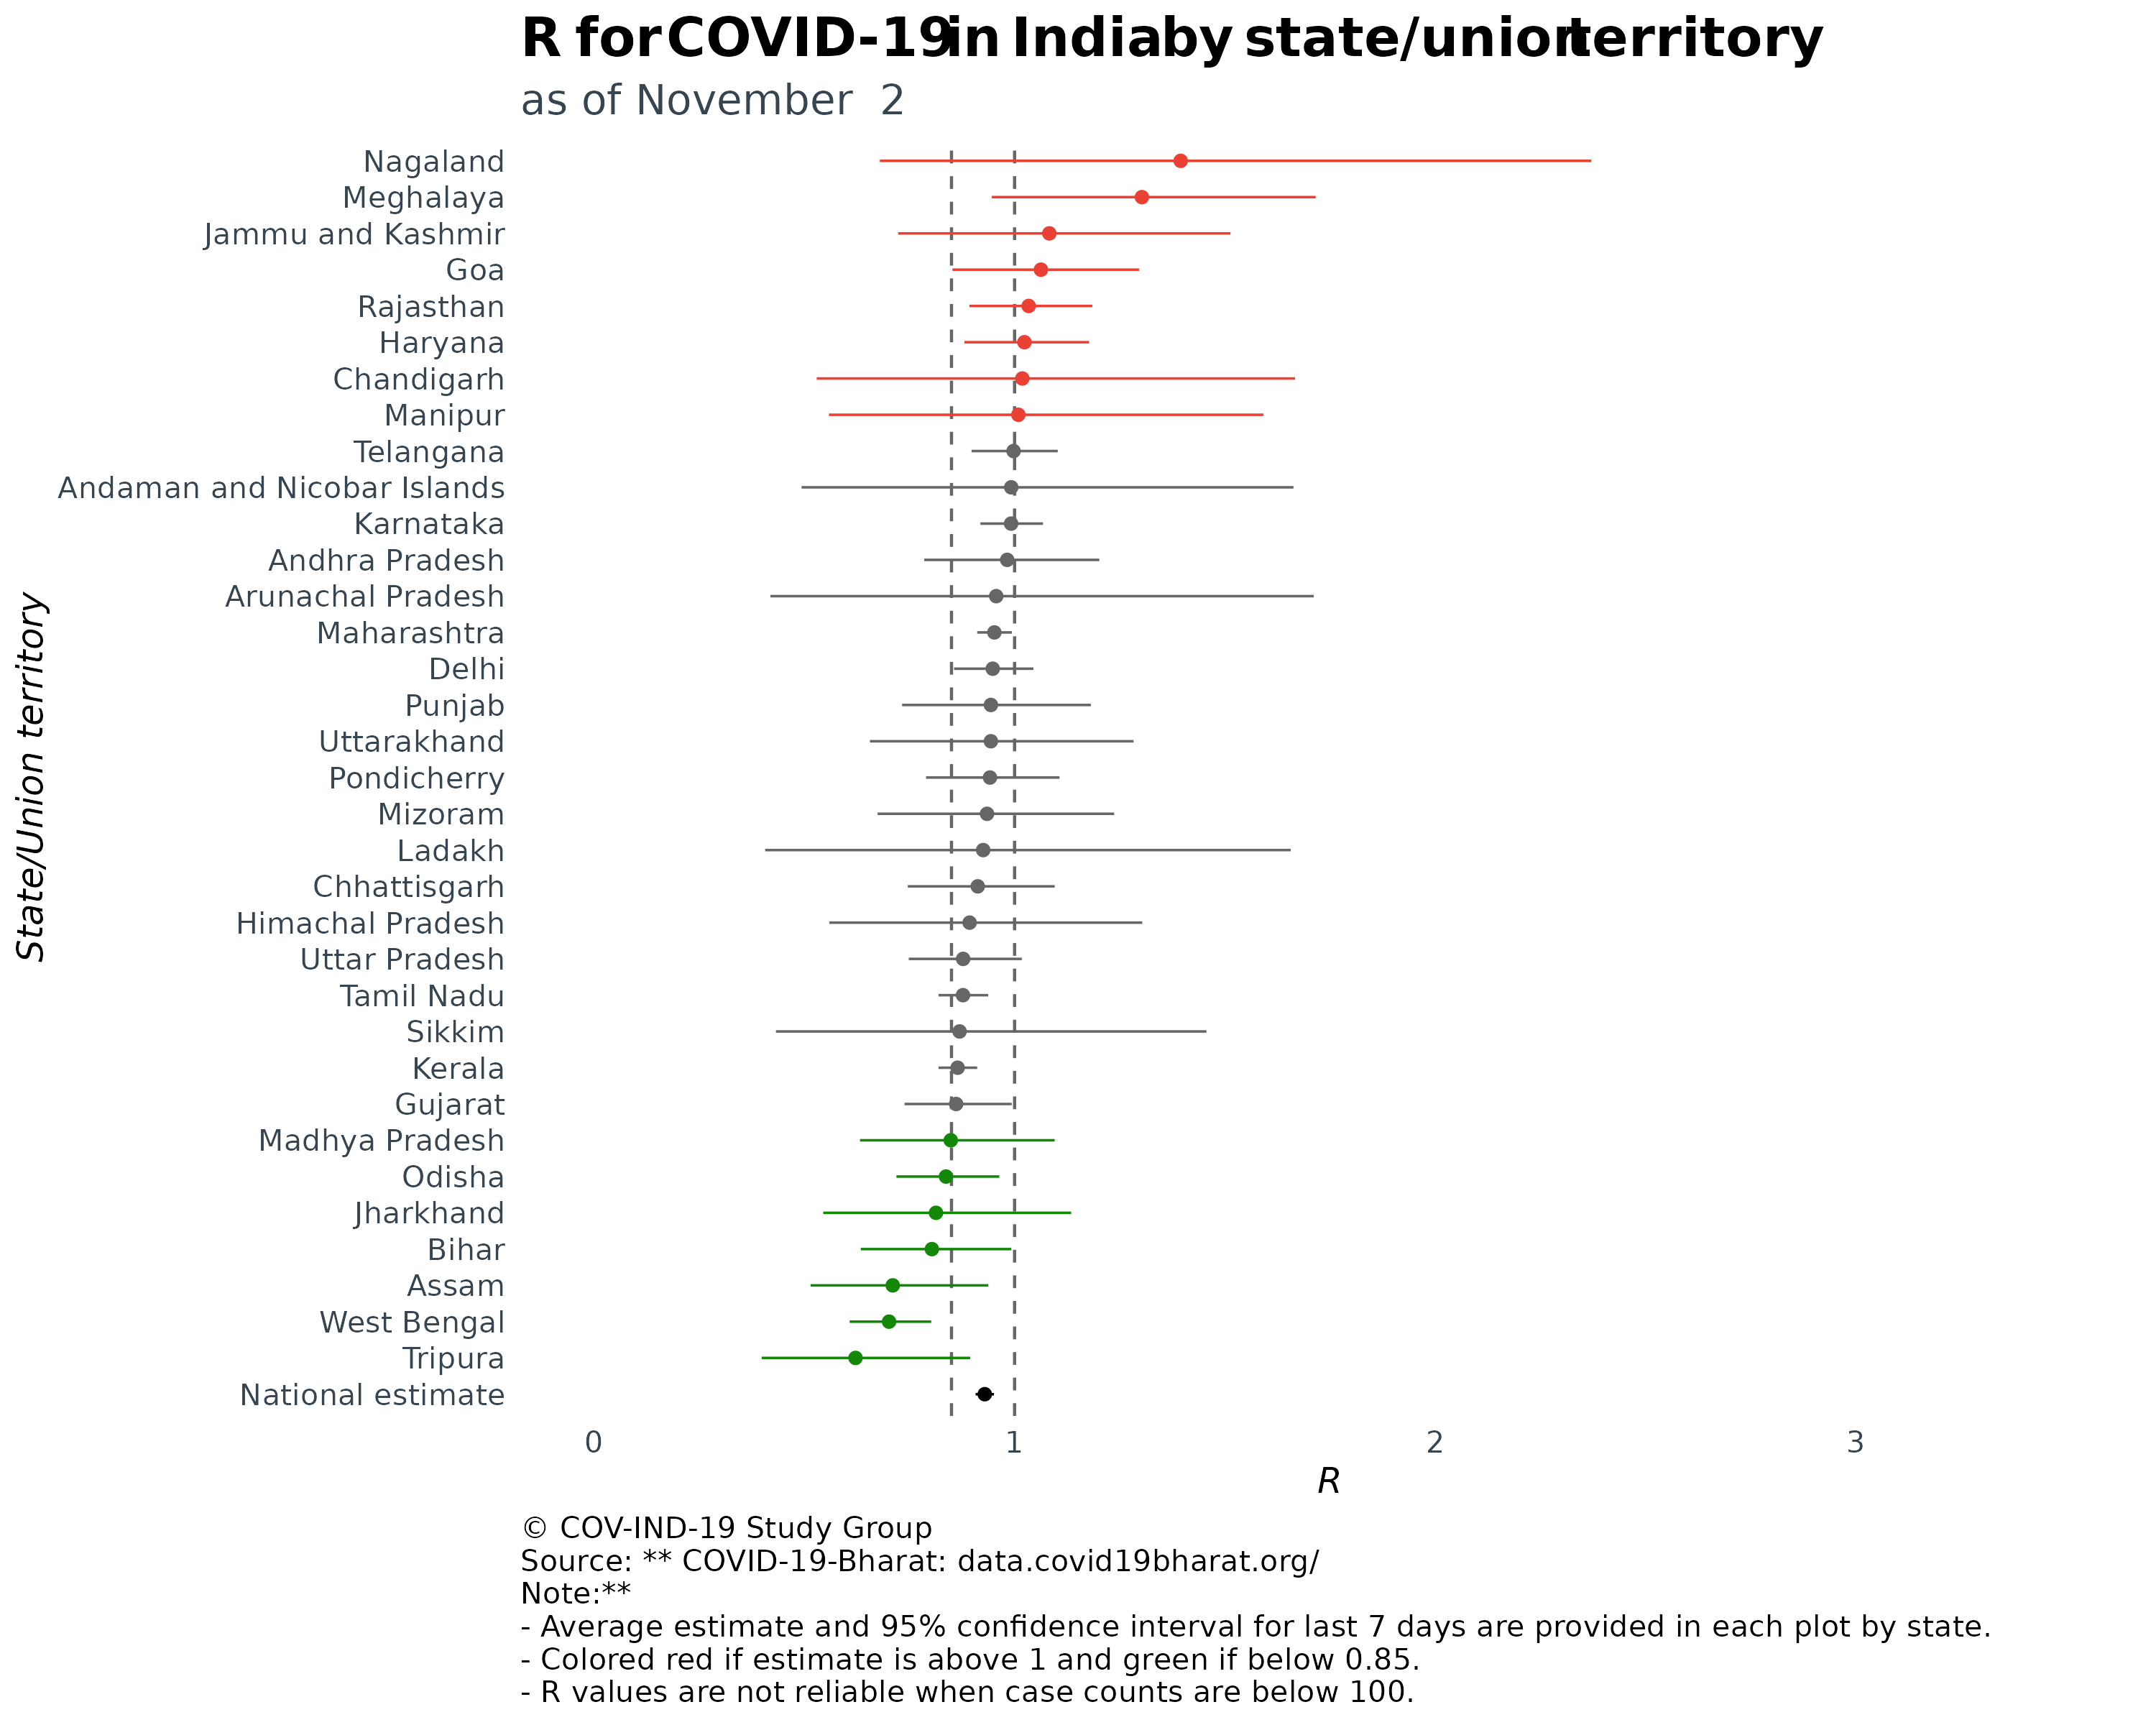 R for COVID-19 in India by state/union territory
as of November 2
Nagaland
Meghalaya
Jammu and Kashmir
Goa
Rajasthan
Haryana
Chandigarh
Manipur
Telangana
Andaman and Nicobar Islands
Karnataka
Andhra Pradesh
Arunachal Pradesh
Maharashtra
Delhi
Punjab
Uttarakhand
Pondicherry
Mizoram
Ladakh
Chhattisgarh
Himachal Pradesh
Uttar Pradesh
Tamil Nadu
Sikkim
Kerala
Gujarat
Madhya Pradesh
Odisha
Jharkhand
Bihar
Assam
West Bengal
Tripura
National estimate
State/Union territory
0 1 2 3
R
© COV-IND-19 Study Group
Source: ** COVID-19-Bharat: data.covid19bharat.org/
Note:**
- Average estimate and 95% confidence interval for last 7 days are provided in each plot by state.
- Colored red if estimate is above 1 and green if below 0.85.
- R values are not reliable when case counts are below 100.